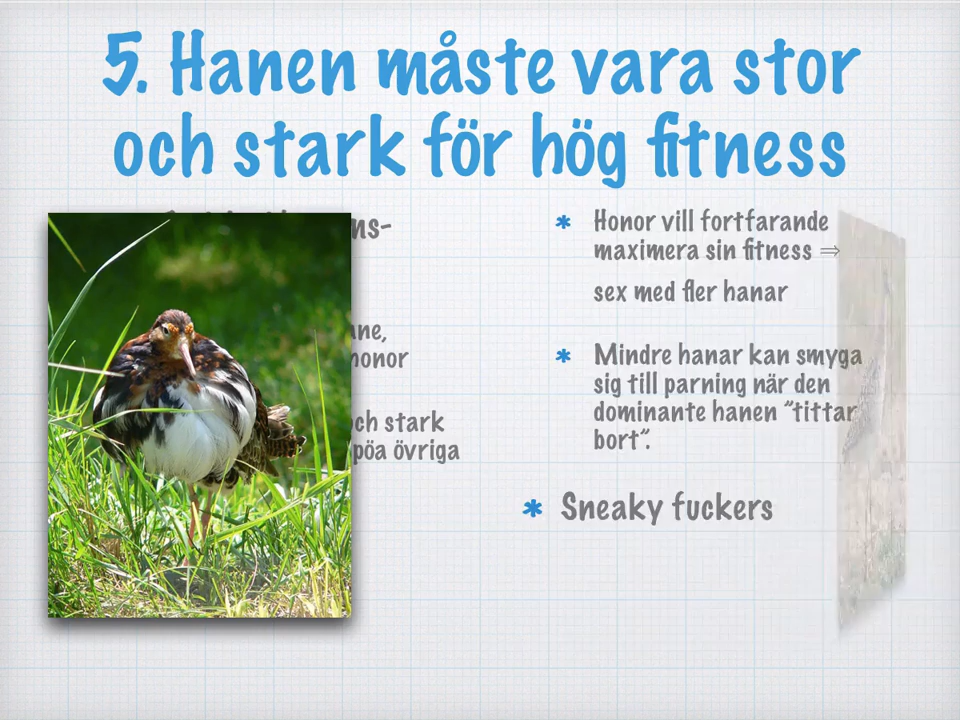 5. Hanen måste vara stor
och stark för hög fitness
ns-
ne,
honor
och stark
spöa övriga
* Honor vill fortfarande
maximera sin fitness ⇒
sex med fler hanar
* Mindre hanar kan smyga
sig till parning när den
dominante hanen ”tittar
bort”.
* Sneaky fuckers